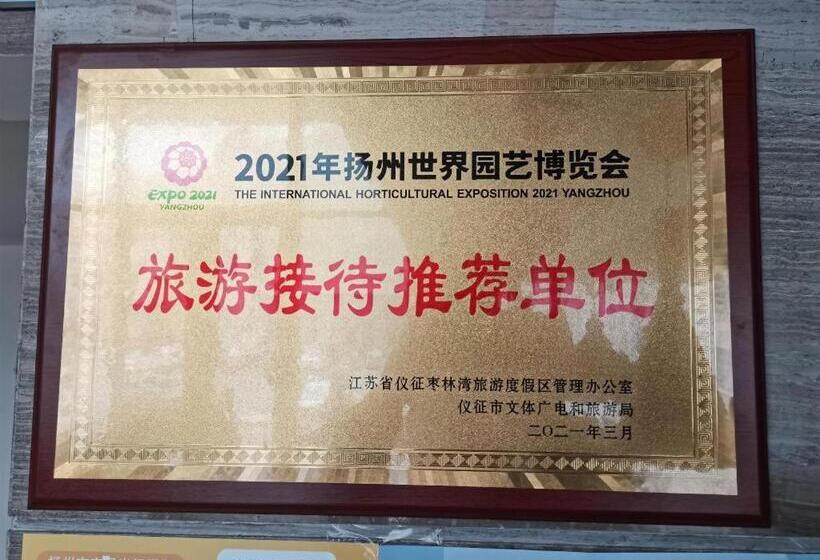 EXPO 2021
YANGZHOU
2021年扬州世界园艺博览会
THE INTERNATIONAL HORTICULTURAL EXPOSITION 2021 YANGZHOU
旅游接待推荐单位
江苏省仪征枣林湾旅游度假区管理办公室
仪征市文体广电和旅游局
二〇二一年三月